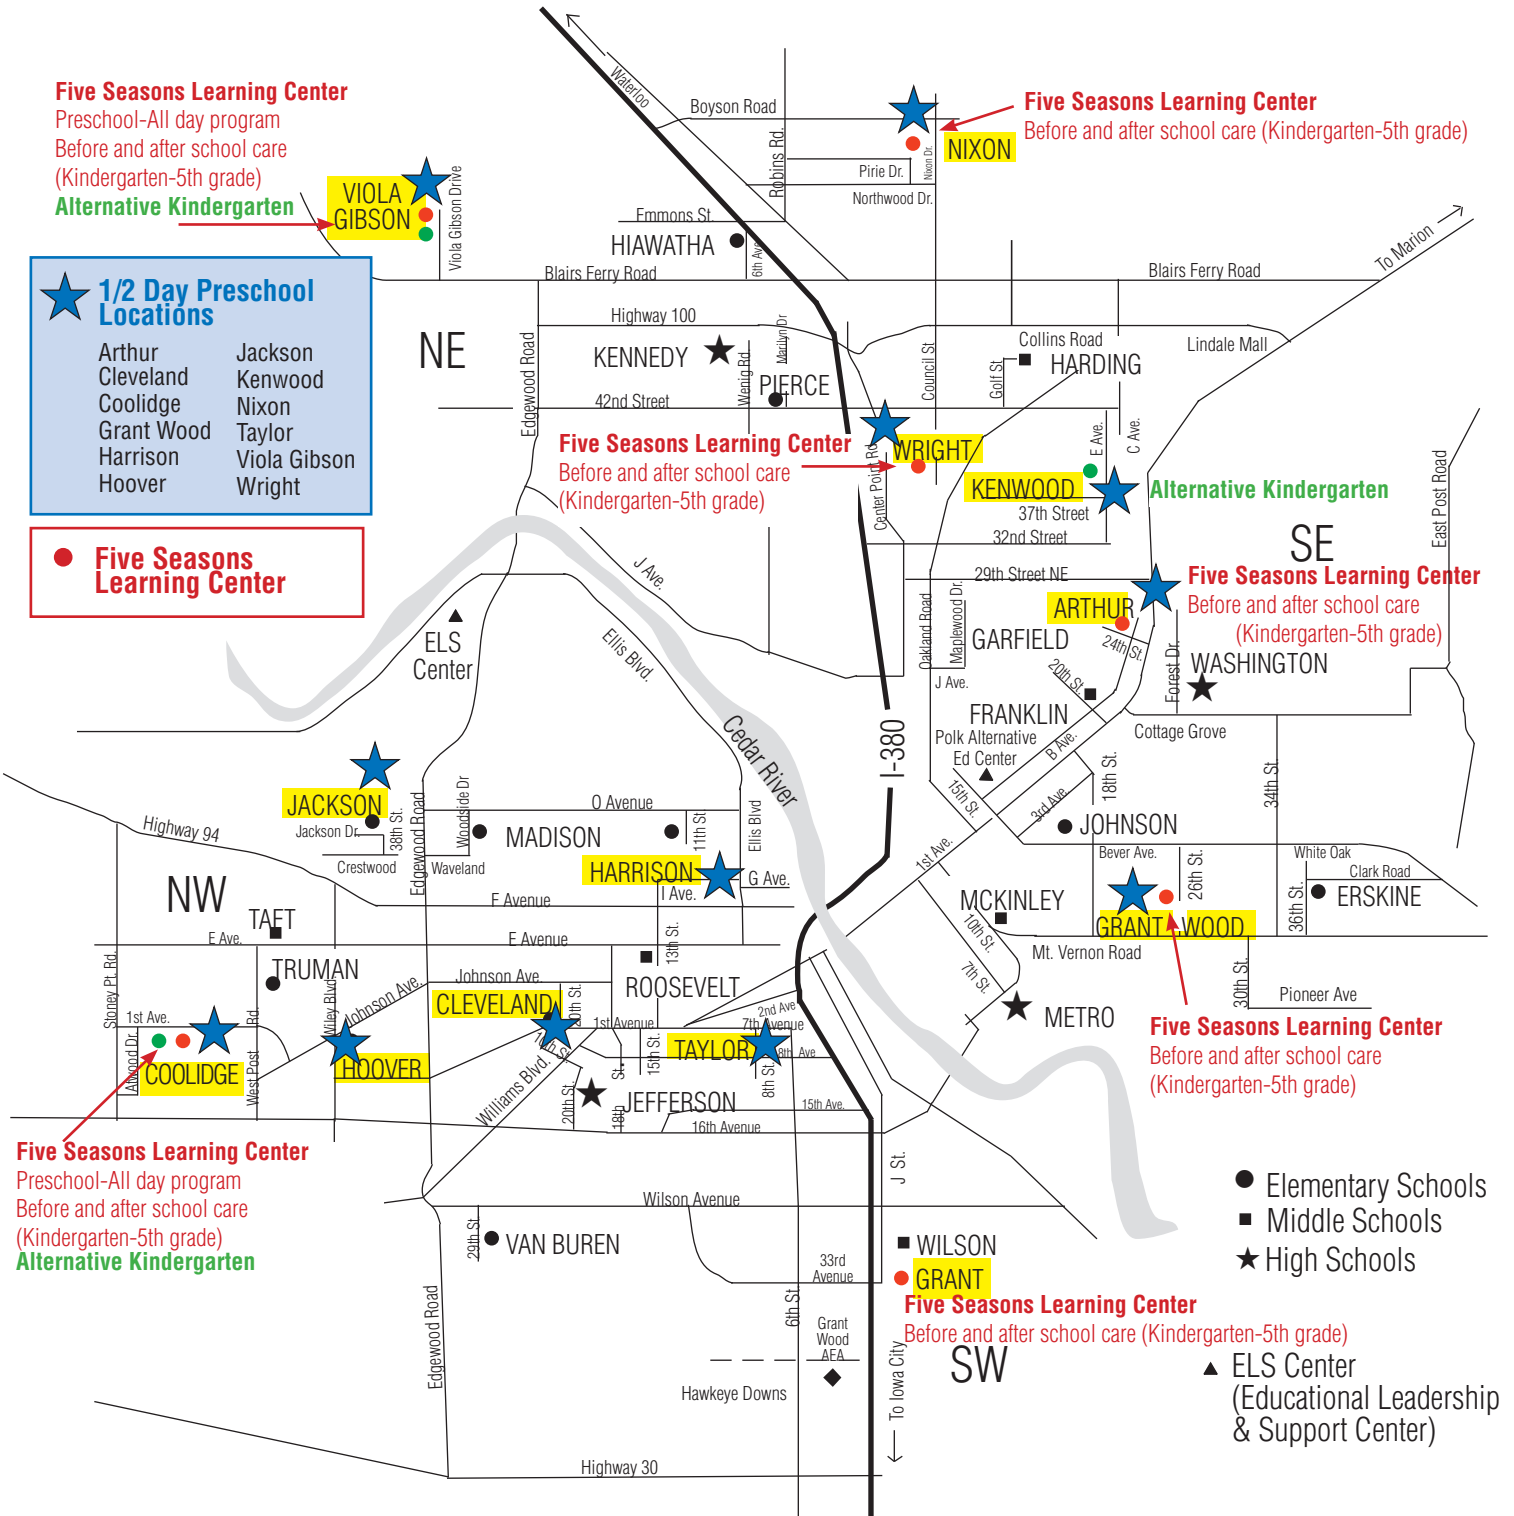 Waterloo
Boyson Road
Robins Rd.
Five Seasons Learning Center
Before and after school care (Kindergarten-5th grade)
NIXON
Nixon Dr.
Pirie Dr.
Northwood Dr.
Five Seasons Learning Center
Preschool-All day program
Before and after school care
(Kindergarten-5th grade)
Alternative Kindergarten
VIOLA
GIBSON
Viola Gibson Drive
Emmons St.
HIAWATHA
6th Ave
Blairs Ferry Road
Blairs Ferry Road
To Marion
1/2 Day Preschool
Locations
Arthur
Cleveland
Coolidge
Grant Wood
Harrison
Hoover
Jackson
Kenwood
Nixon
Taylor
Viola Gibson
Wright
Five Seasons
Learning Center
NE
Highway 100
Edgewood Road
KENNEDY
Wenig Rd.
Marilyn Dr
PIERCE
42nd Street
Council St
Golf St
Collins Road
HARDING
Lindale Mall
Five Seasons Learning Center
Before and after school care
(Kindergarten-5th grade)
WRIGHT
Center Point Rd
E Ave.
C Ave.
KENWOOD
Alternative Kindergarten
37th Street
32nd Street
East Post Road
SE
J Ave.
29th Street NE
Five Seasons Learning Center
Before and after school care
(Kindergarten-5th grade)
ARTHUR
Oakland Road
Maplewood Dr.
GARFIELD
24th St.
20th St.
Forest Dr.
WASHINGTON
J Ave.
ELS
Center
Ellis Blvd.
Cedar River
I-380
FRANKLIN
Polk Alternative
Ed Center
B Ave.
Cottage Grove
15th St.
3rd Ave.
18th St.
34th St.
JOHNSON
JACKSON
Jackson Dr.
38th St.
Crestwood
Highway 94
Edgewood Road
Woodside Dr
Waveland
O Avenue
MADISON
11th St.
Ellis Blvd
HARRISON
G Ave.
I Ave.
F Avenue
NW
TAFT
E Ave.
E Avenue
13th St.
1st Ave.
Bever Ave.
26th St.
White Oak
Clark Road
36th St.
ERSKINE
MCKINLEY
10th St.
7th St.
GRANT WOOD
Mt. Vernon Road
30th St.
Pioneer Ave
METRO
Stoney Pt. Rd.
TRUMAN
Wiley Blvd
Johnson Ave.
Johnson Ave.
CLEVELAND
20th St.
ROOSEVELT
1st Avenue
2nd Ave
7th Avenue
8th Ave
1st Ave.
Atwood Dr.
COOLIDGE
West Post Rd.
HOOVER
16th St.
Williams Blvd.
20th St.
18th St.
15th St.
TAYLOR
8th St.
JEFFERSON
15th Ave.
16th Avenue
Five Seasons Learning Center
Before and after school care
(Kindergarten-5th grade)
Five Seasons Learning Center
Preschool-All day program
Before and after school care
(Kindergarten-5th grade)
Alternative Kindergarten
J St.
Wilson Avenue
29th St.
VAN BUREN
Edgewood Road
33rd
Avenue
6th St.
WILSON
GRANT
Five Seasons Learning Center
Before and after school care (Kindergarten-5th grade)
SW
Grant
Wood
AEA
Hawkeye Downs
To Iowa City
Highway 30
Elementary Schools
Middle Schools
High Schools
ELS Center
(Educational Leadership
& Support Center)